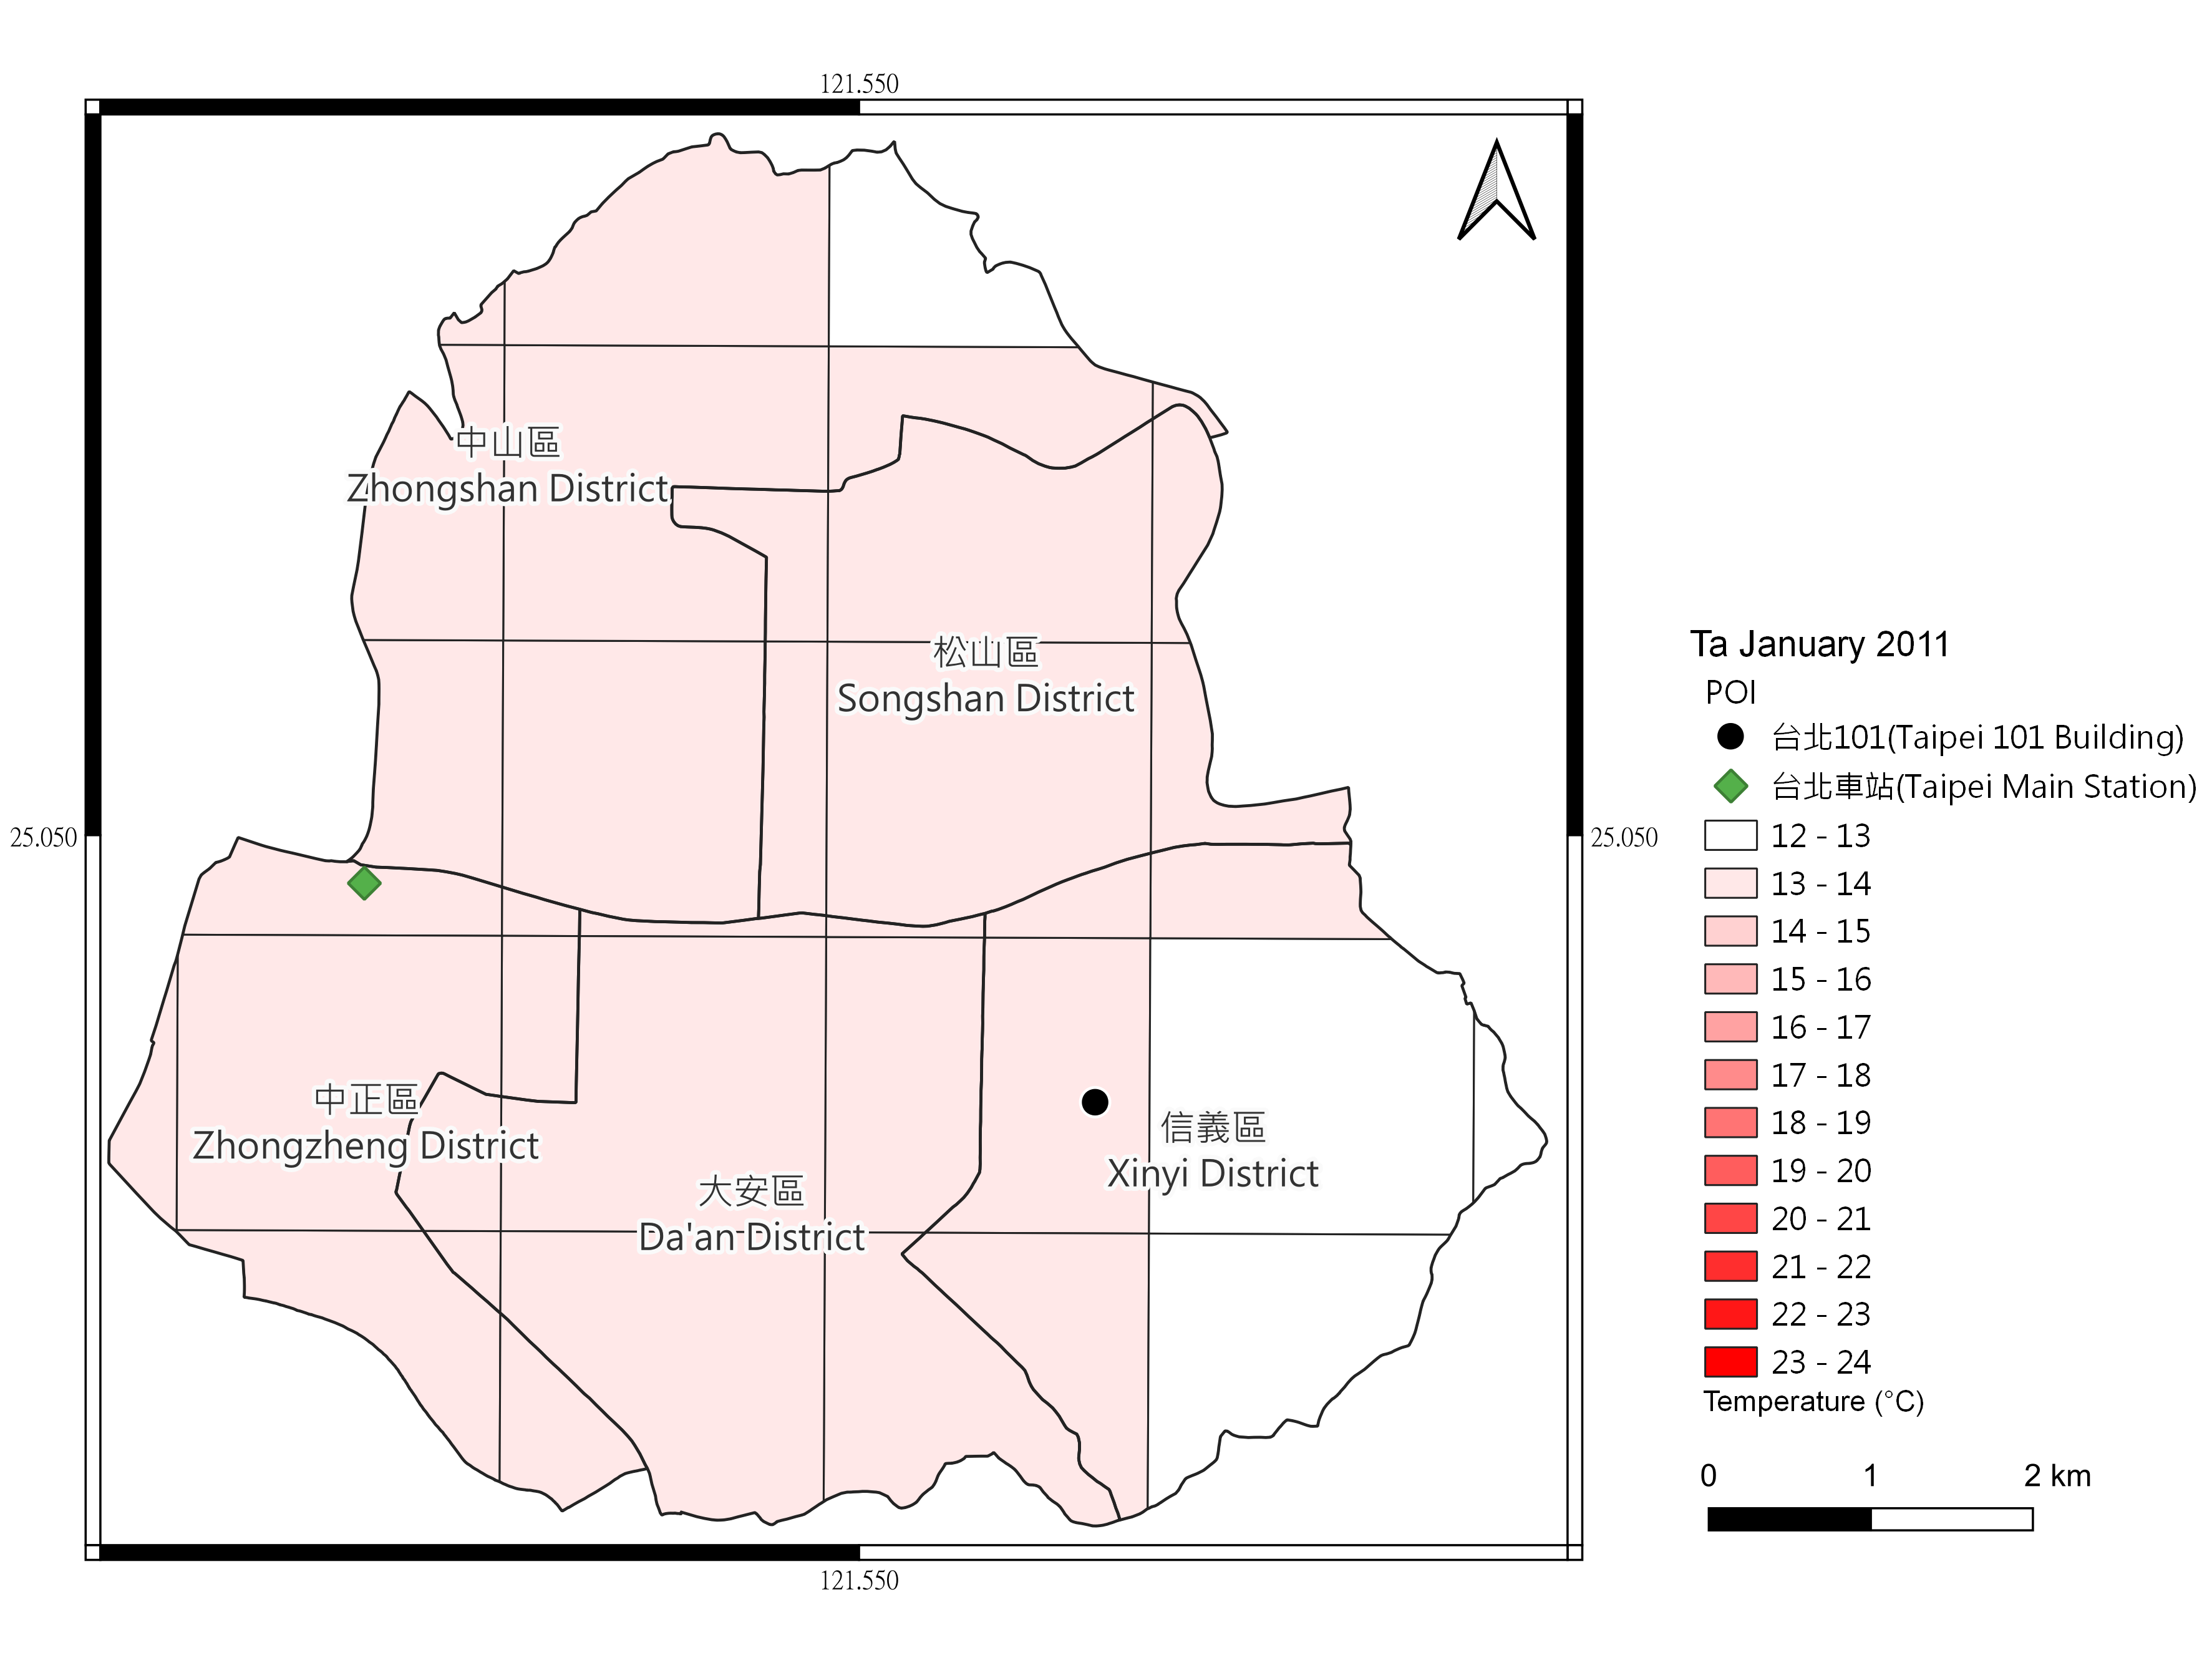 121.550
中山區
Zhongshan District
松山區
Songshan District
25.050
25.050
中正區
Zhongzheng District
大安區
Da'an District
信義區
Xinyi District
121.550
Ta January 2011
POI
台北101(Taipei 101 Building)
台北車站(Taipei Main Station)
12 - 13
13 - 14
14 - 15
15 - 16
16 - 17
17 - 18
18 - 19
19 - 20
20 - 21
21 - 22
22 - 23
23 - 24
Temperature (°C)
0 1 2 km